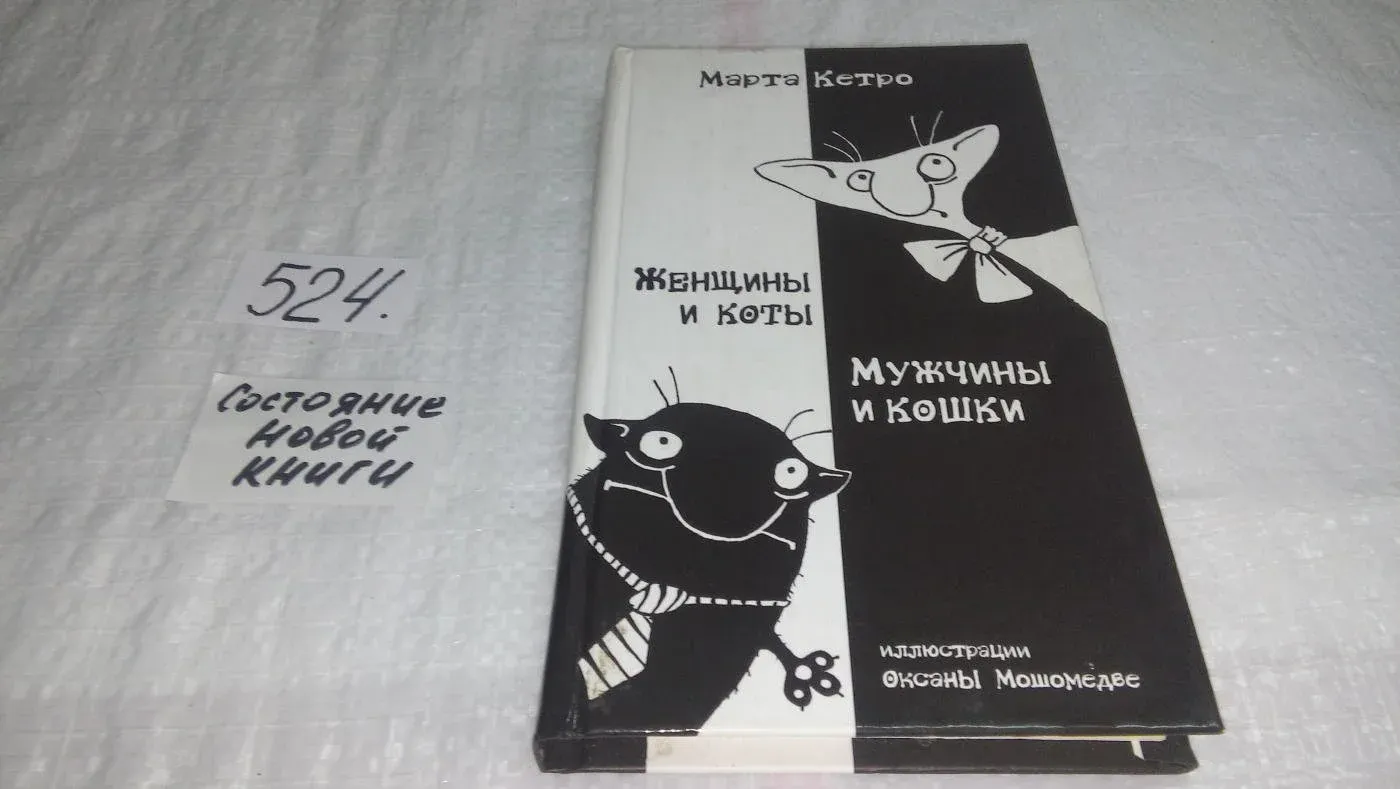 524.
Состояние
новой
книги
Марта Кетро
Женщины
и коты
Мужчины
и кошки
иллюстрации
Оксаны Мошомедве